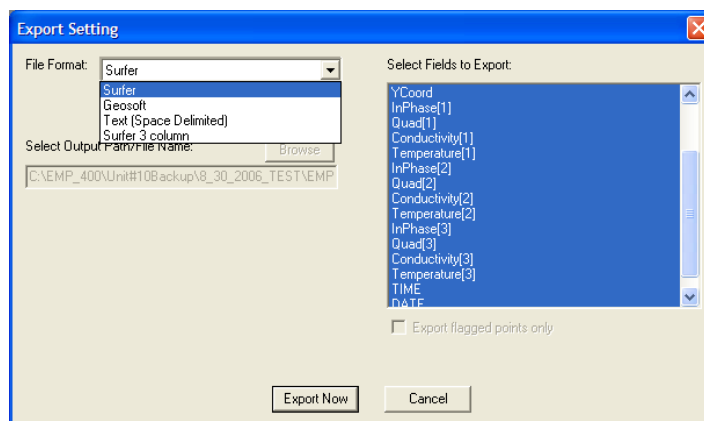 Export Setting
File Format:
Surfer
Surfer
Geosoft
Text (Space Delimited)
Surfer 3 column
Select Output Path/File Name:
Browse
C:\EMP_400\Unit#10Backup\8_30_2006_TEST\EMP
Select Fields to Export:
YCoord
InPhase[1]
Quad[1]
Conductivity[1]
Temperature[1]
InPhase[2]
Quad[2]
Conductivity[2]
Temperature[2]
InPhase[3]
Quad[3]
Conductivity[3]
Temperature[3]
TIME
DATE
Export flagged points only
Export Now
Cancel